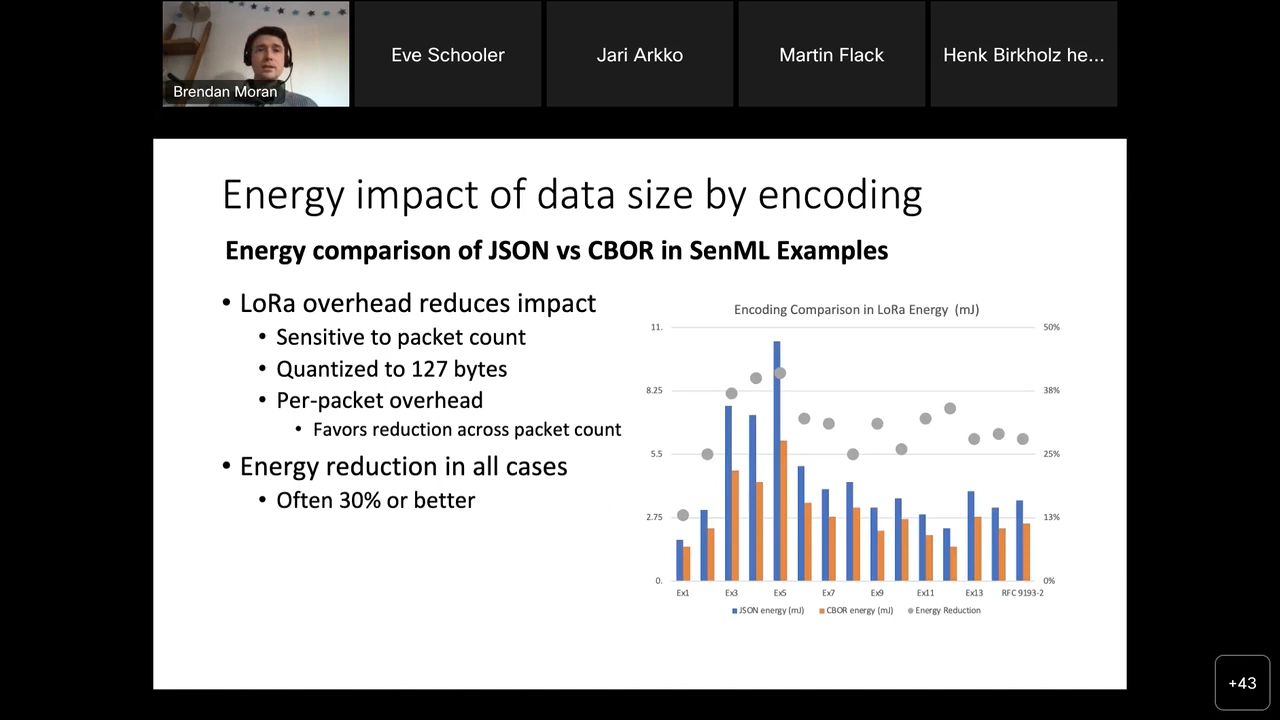 Brendan Moran
Eve Schooler
Jari Arkko
Martin Flack
Henk Birkholz he...
Energy impact of data size by encoding
Energy comparison of JSON vs CBOR in SenML Examples
• LoRa overhead reduces impact
• Sensitive to packet count
• Quantized to 127 bytes
• Per-packet overhead
• Favors reduction across packet count
• Energy reduction in all cases
• Often 30% or better
Encoding Comparison in LoRa Energy (mJ)
11. 50%
8.25 38%
5.5 25%
2.75 13%
0. 0%
Ex1 Ex3 Ex5 Ex7 Ex9 Ex11 Ex13 RFC 9193-2
JSON energy (mJ) CBOR energy (mJ) Energy Reduction
+43